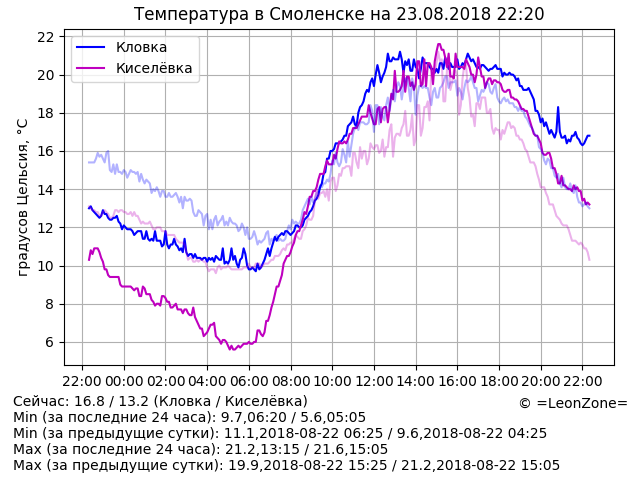 Температура в Смоленске на 23.08.2018 22:20
Кловка
Киселёвка
градусов Цельсия, °C
22
20
18
16
14
12
10
8
6
22:00 00:00 02:00 04:00 06:00 08:00 10:00 12:00 14:00 16:00 18:00 20:00 22:00
Сейчас: 16.8 / 13.2 (Кловка / Киселёвка)
© =LeonZone=
Min (за последние 24 часа): 9.7,06:20 / 5.6,05:05
Min (за предыдущие сутки): 11.1,2018-08-22 06:25 / 9.6,2018-08-22 04:25
Max (за последние 24 часа): 21.2,13:15 / 21.6,15:05
Max (за предыдущие сутки): 19.9,2018-08-22 15:25 / 21.2,2018-08-22 15:05